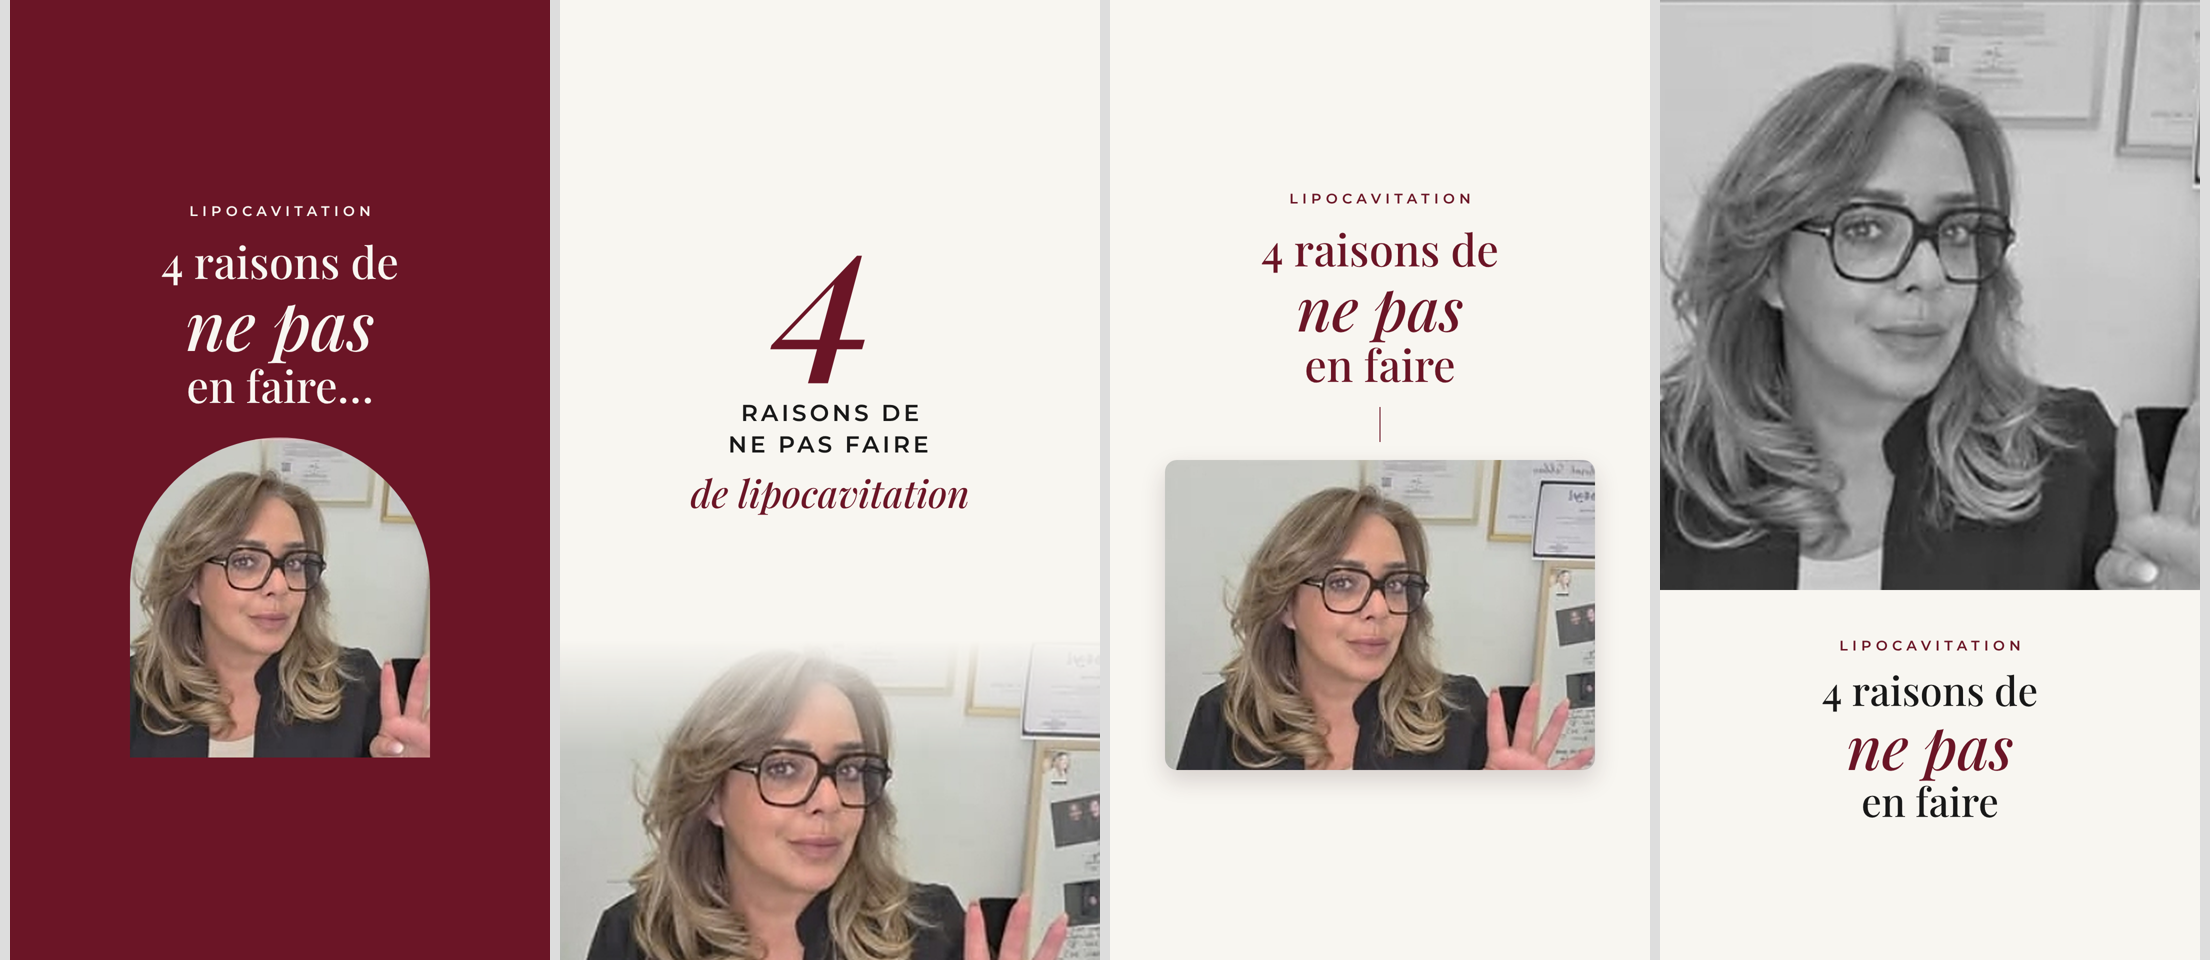 LIPOCAVITATION
4 raisons de
ne pas
en faire...
4
RAISONS DE
NE PAS FAIRE
de lipocavitation
LIPOCAVITATION
4 raisons de
ne pas
en faire
LIPOCAVITATION
4 raisons de
ne pas
en faire